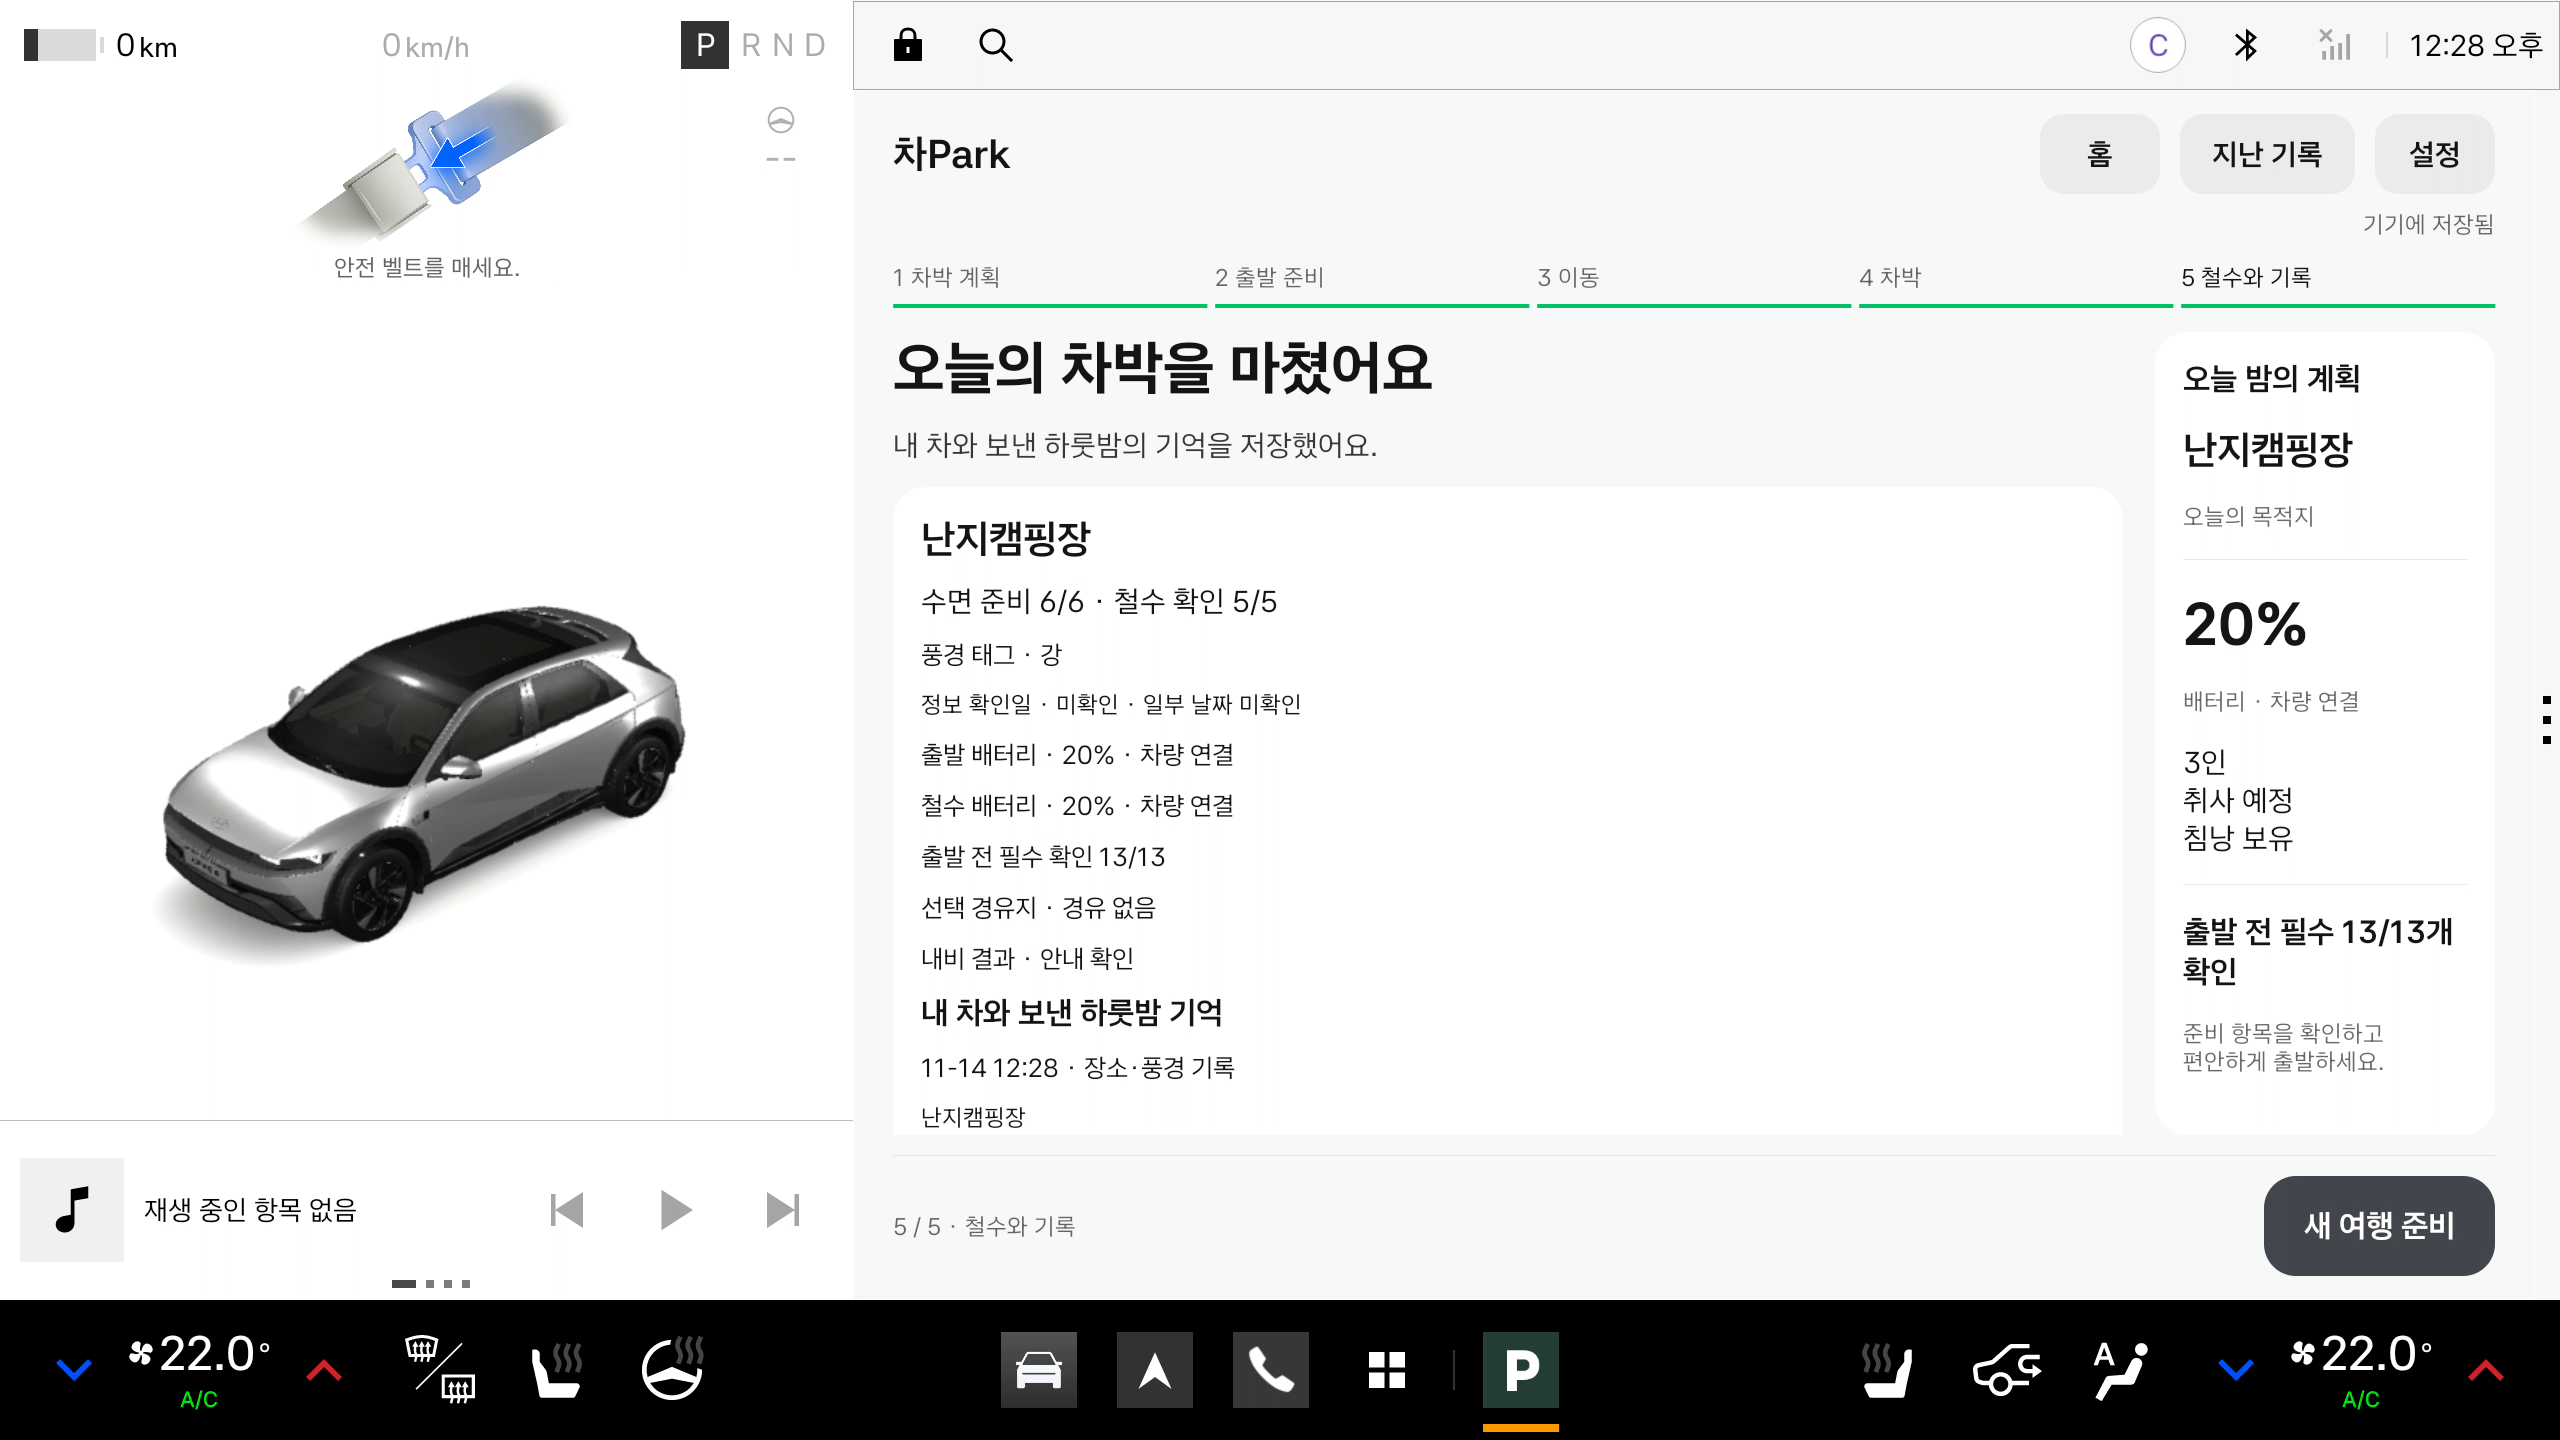 0 km
0 km/h
P R N D
안전 벨트를 매세요.
재생 중인 항목 없음
C
12:28 오후
차Park
홈
지난 기록
설정
기기에 저장됨
1 차박 계획
2 출발 준비
3 이동
4 차박
5 철수와 기록
오늘의 차박을 마쳤어요
내 차와 보낸 하룻밤의 기억을 저장했어요.
난지캠핑장
수면 준비 6/6 · 철수 확인 5/5
풍경 태그 · 강
정보 확인일 · 미확인 · 일부 날짜 미확인
출발 배터리 · 20% · 차량 연결
철수 배터리 · 20% · 차량 연결
출발 전 필수 확인 13/13
선택 경유지 · 경유 없음
내비 결과 · 안내 확인
내 차와 보낸 하룻밤 기억
11-14 12:28 · 장소·풍경 기록
난지캠핑장
오늘 밤의 계획
난지캠핑장
오늘의 목적지
20%
배터리 · 차량 연결
3인
취사 예정
침낭 보유
출발 전 필수 13/13개
확인
준비 항목을 확인하고
편안하게 출발하세요.
5 / 5 · 철수와 기록
새 여행 준비
22.0°
A/C
P
A
22.0°
A/C